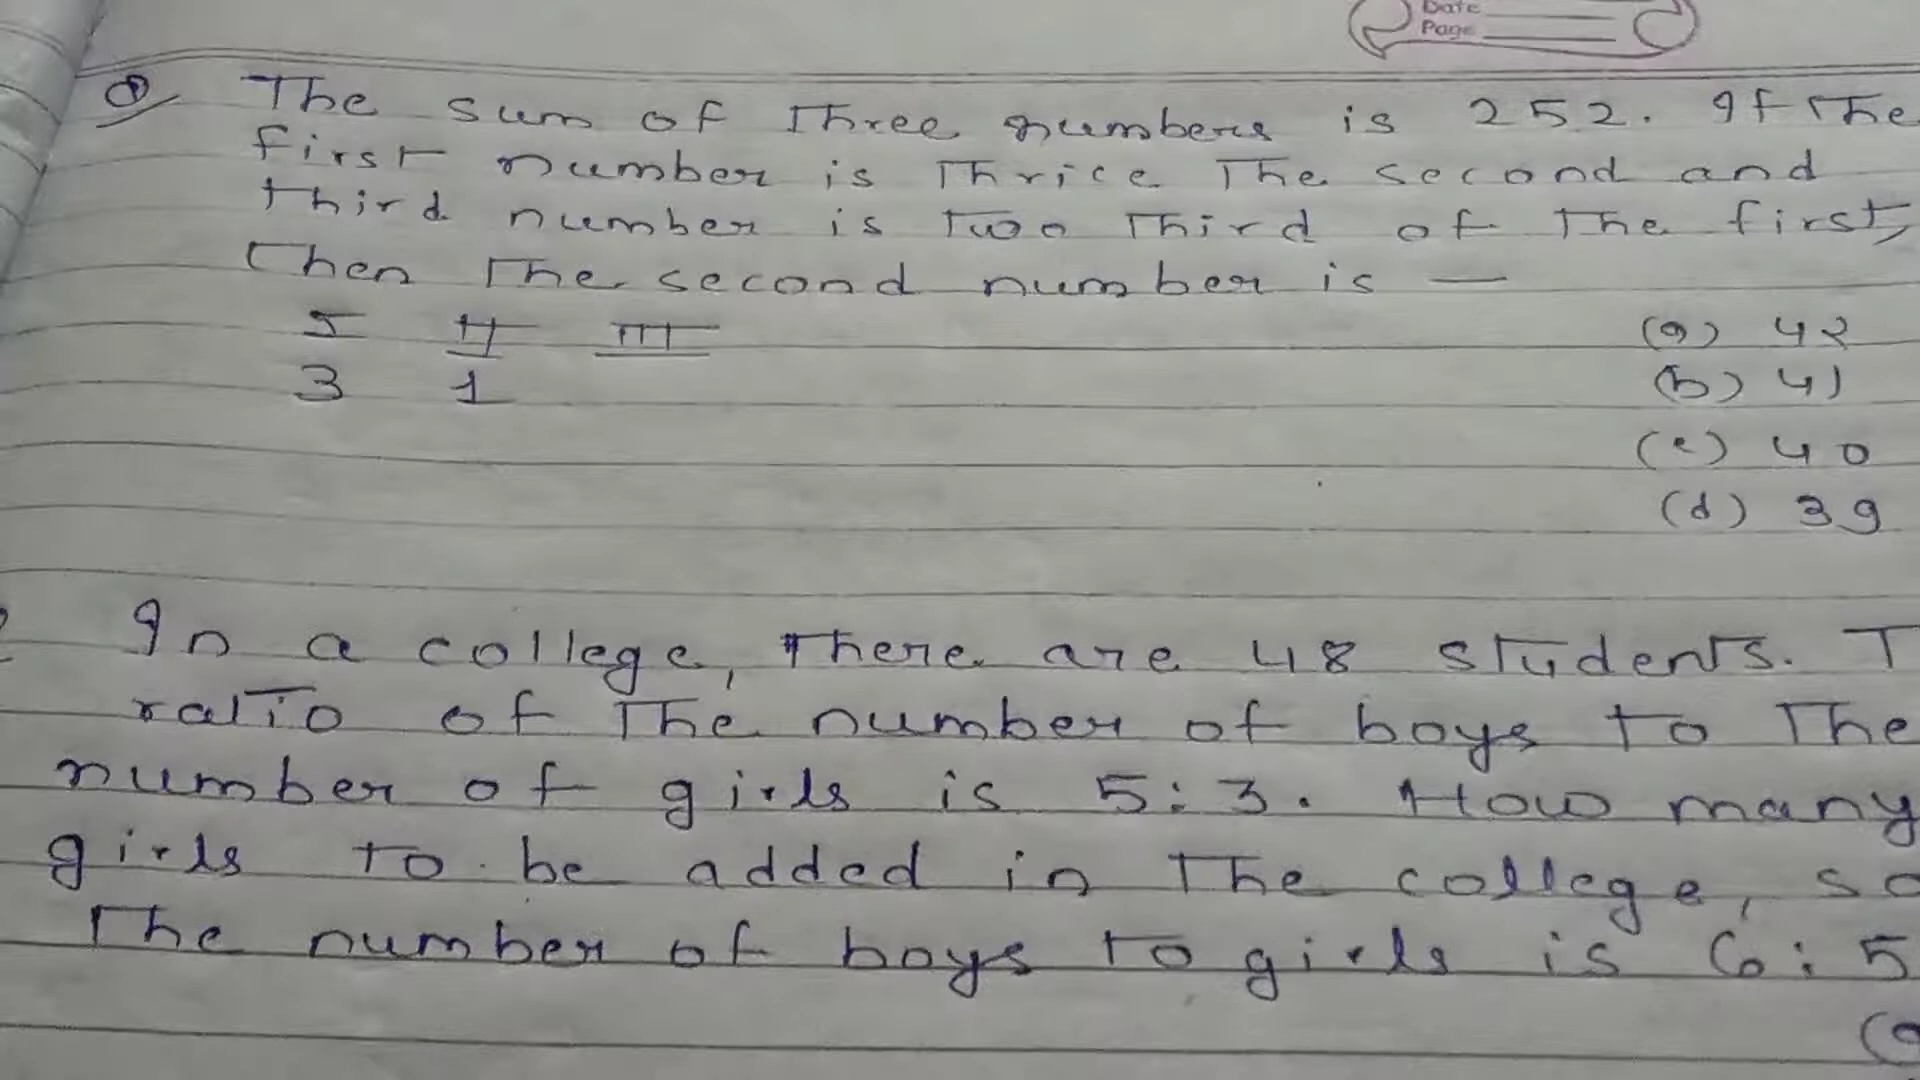 Date
Page
Q The sum of three numbers is 252. If the
first number is thrice the second and
third number is two third of the first,
then the second number is —
I II III
(a) 42
3 1
(b) 41
(c) 40
(d) 39
In a college, there are 48 students. T
ratio of the number of boys to the
number of girls is 5:3. How many
girls to be added in the college, so
the number of boys to girls is 6:5
(a